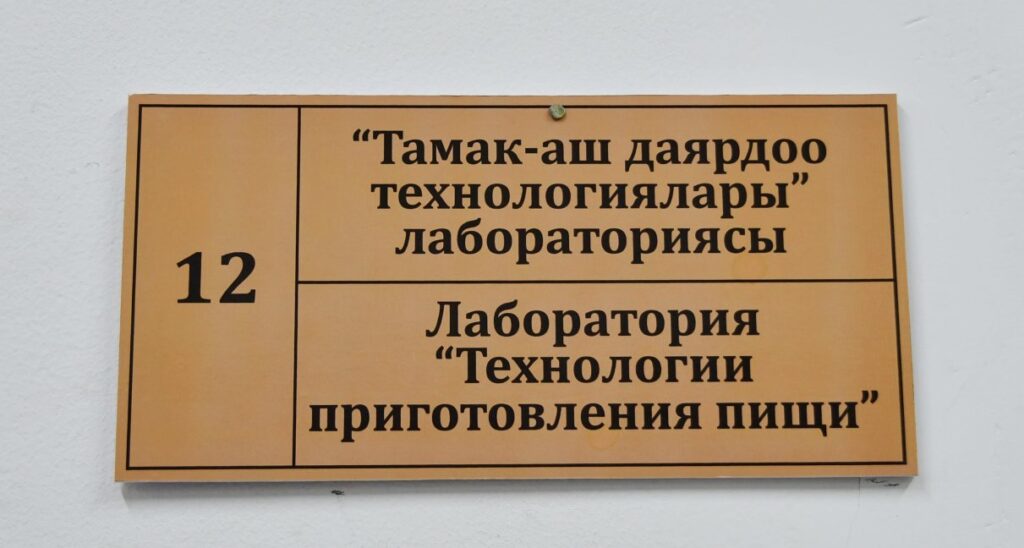 12
“Тамак-аш даярдоо
технологиялары”
лабораториясы
Лаборатория
“Технологии
приготовления пищи”